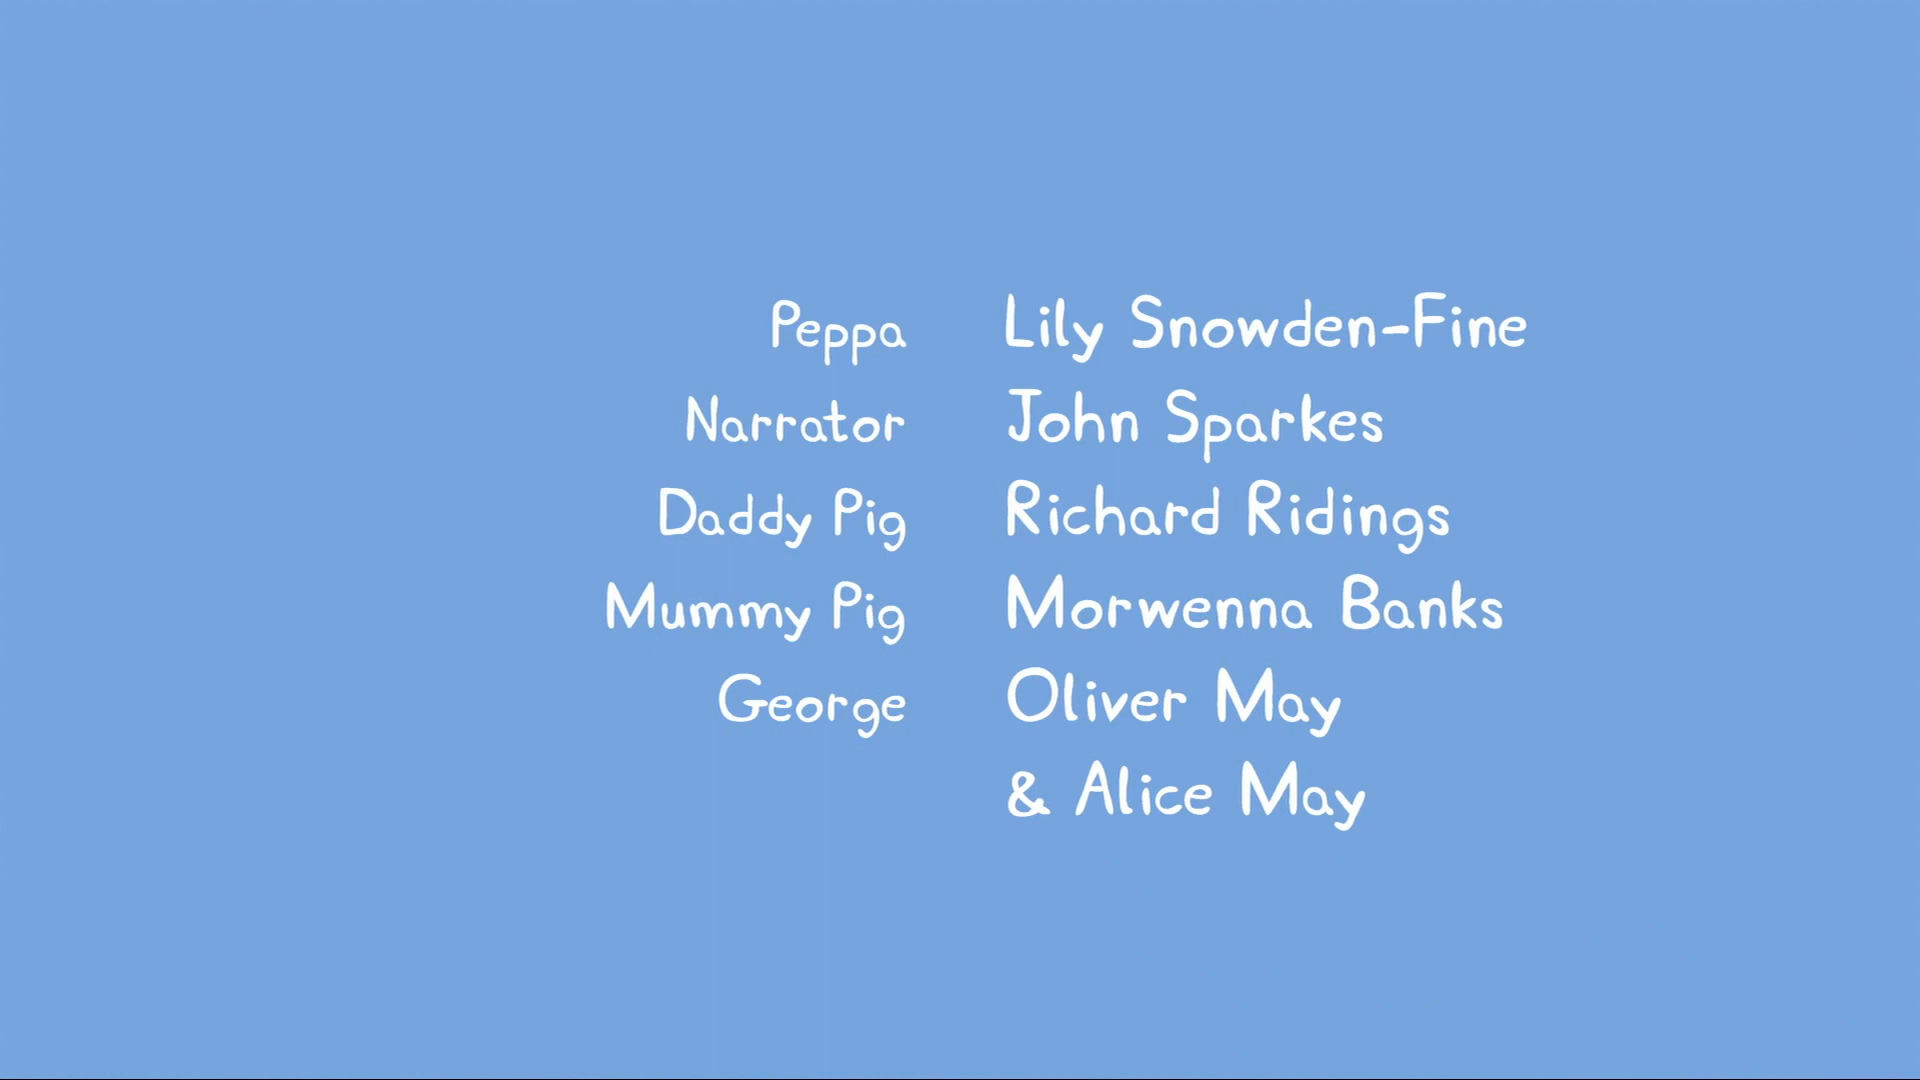 Peppa Lily Snowden-Fine
Narrator John Sparkes
Daddy Pig Richard Ridings
Mummy Pig Morwenna Banks
George Oliver May
& Alice May